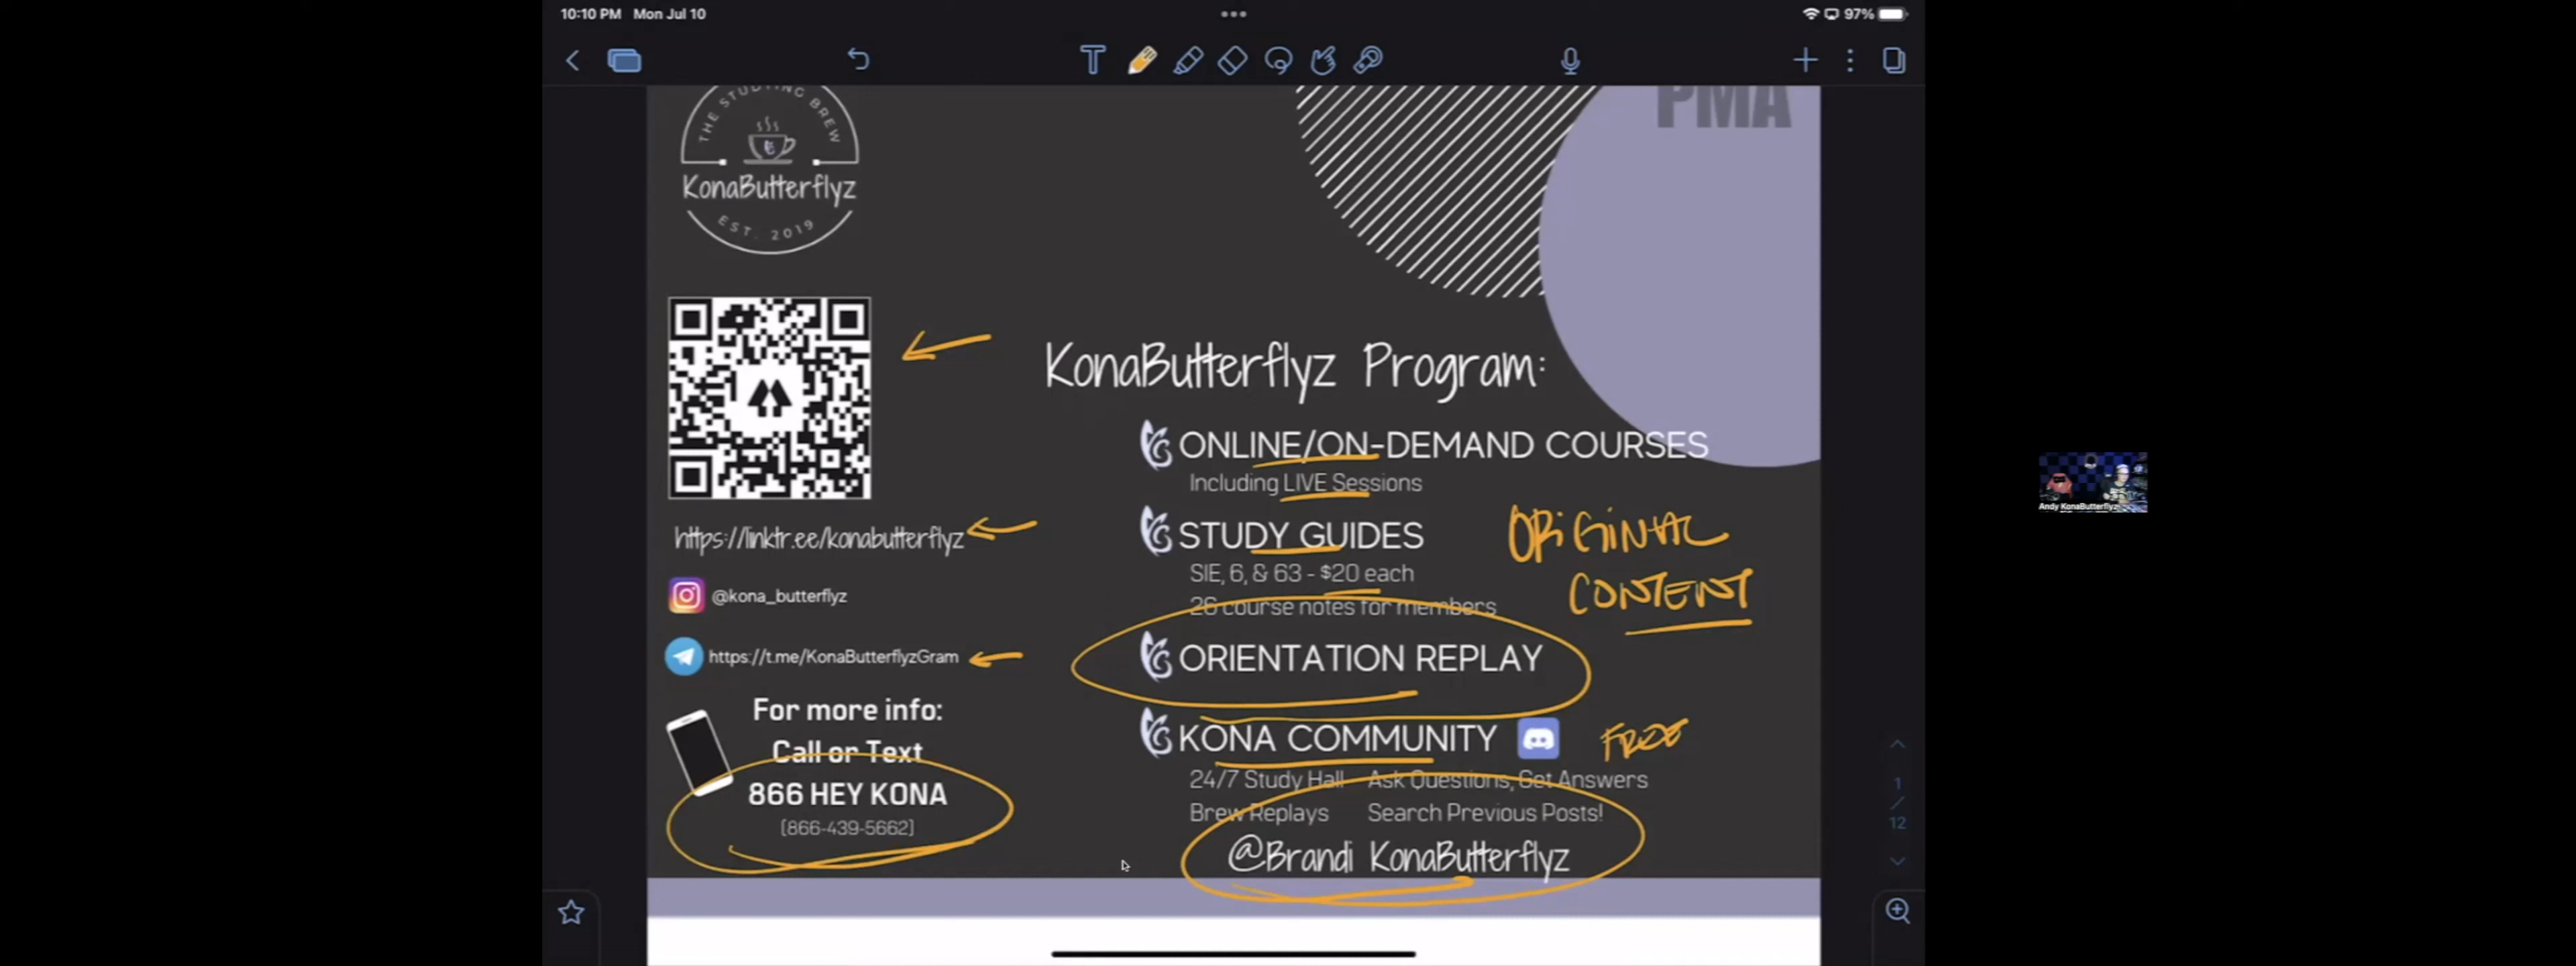 10:10 PM Mon Jul 10
97%
PMA
THE STUDYING BREW
KonaButterflyz
EST. 2019
KonaButterflyz Program:
ONLINE/ON-DEMAND COURSES
Including LIVE Sessions
STUDY GUIDES
SIE, 6, & 63 - $20 each
26 course notes for members
ORIGINAL
CONTENT
ORIENTATION REPLAY
KONA COMMUNITY
FREE
24/7 Study Hall Ask Questions, Get Answers
Brew Replays Search Previous Posts!
@Brandi KonaButterflyz
https://linktr.ee/konabutterflyz
@kona_butterflyz
https://t.me/KonaButterflyzGram
For more info:
Call or Text
866 HEY KONA
(866-439-5662)
1
/
12
Andy KonaButterflyz